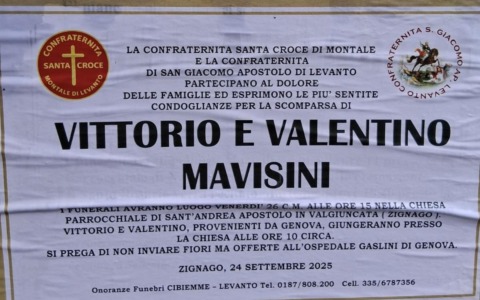 CONFRATERNITA
SANTA CROCE
MONTALE DI LEVANTO
CONFRATERNITA S. GIACOMO AP. LEVANTO
LA CONFRATERNITA SANTA CROCE DI MONTALE
E LA CONFRATERNITA
DI SAN GIACOMO APOSTOLO DI LEVANTO
PARTECIPANO AL DOLORE
DELLE FAMIGLIE ED ESPRIMONO LE PIU' SENTITE
CONDOGLIANZE PER LA SCOMPARSA DI
VITTORIO E VALENTINO
MAVISINI
I FUNERALI AVRANNO LUOGO VENERDI' 26 C.M. ALLE ORE 15 NELLA CHIESA
PARROCCHIALE DI SANT'ANDREA APOSTOLO IN VALGIUNCATA ( ZIGNAGO ).
VITTORIO E VALENTINO, PROVENIENTI DA GENOVA, GIUNGERANNO PRESSO
LA CHIESA ALLE ORE 10 CIRCA.
SI PREGA DI NON INVIARE FIORI MA OFFERTE ALL'OSPEDALE GASLINI DI GENOVA.
ZIGNAGO, 24 SETTEMBRE 2025
Onoranze Funebri CIBIEMME - LEVANTO Tel. 0187/808.200 Cell. 335/6787356